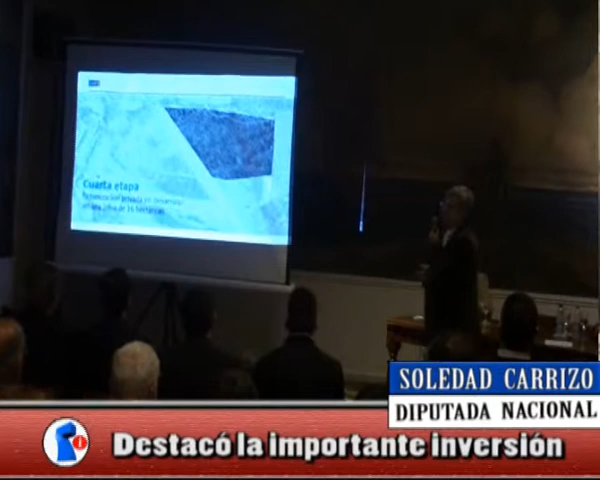 Cuarta etapa
SOLEDAD CARRIZO
DIPUTADA NACIONAL
Destacó la importante inversión